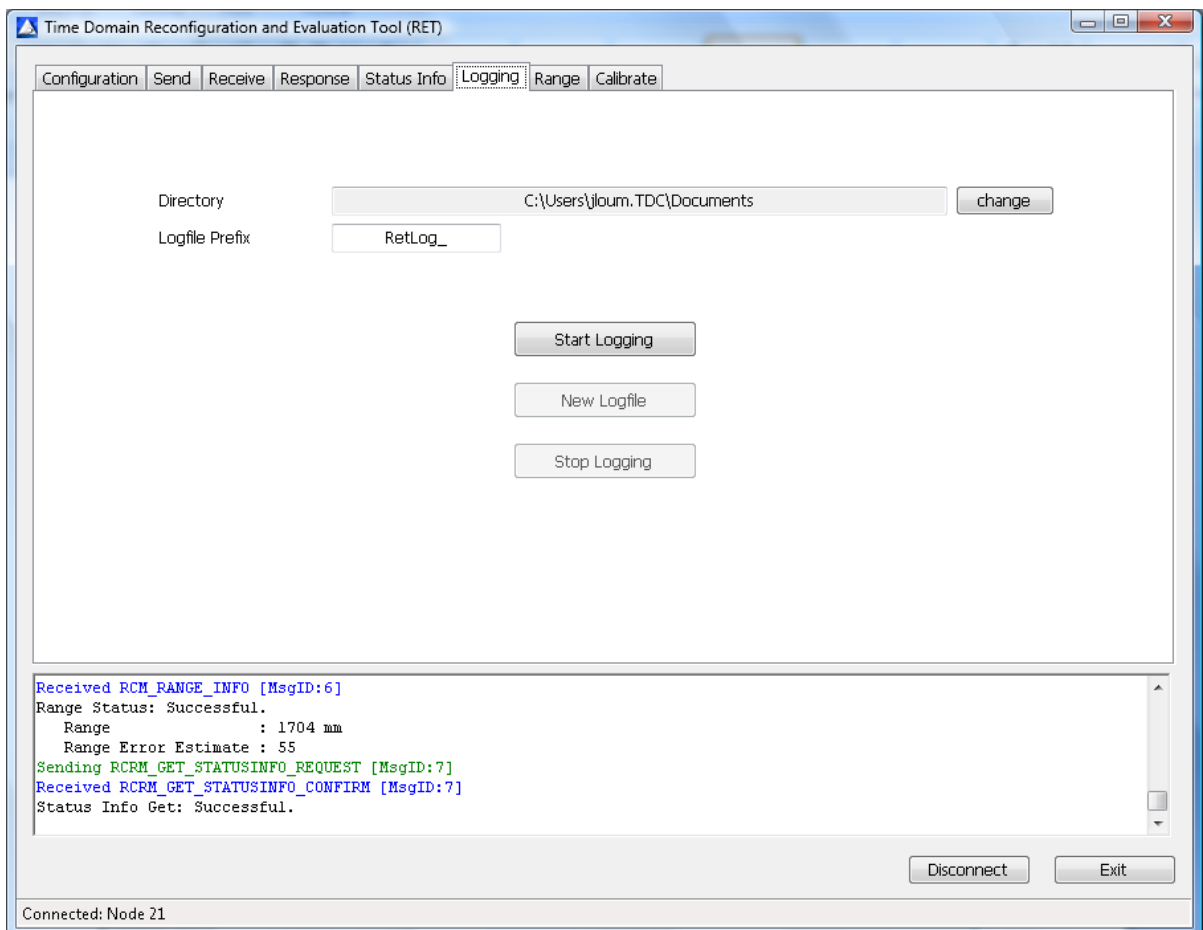 Time Domain Reconfiguration and Evaluation Tool (RET)
Configuration Send Receive Response Status Info Logging Range Calibrate
Directory C:\Users\jloum.TDC\Documents change
Logfile Prefix RetLog_
Start Logging
New Logfile
Stop Logging
Received RCM_RANGE_INFO [MsgID:6]
Range Status: Successful.
Range : 1704 mm
Range Error Estimate : 55
Sending RCRM_GET_STATUSINFO_REQUEST [MsgID:7]
Received RCRM_GET_STATUSINFO_CONFIRM [MsgID:7]
Status Info Get: Successful.
Disconnect Exit
Connected: Node 21